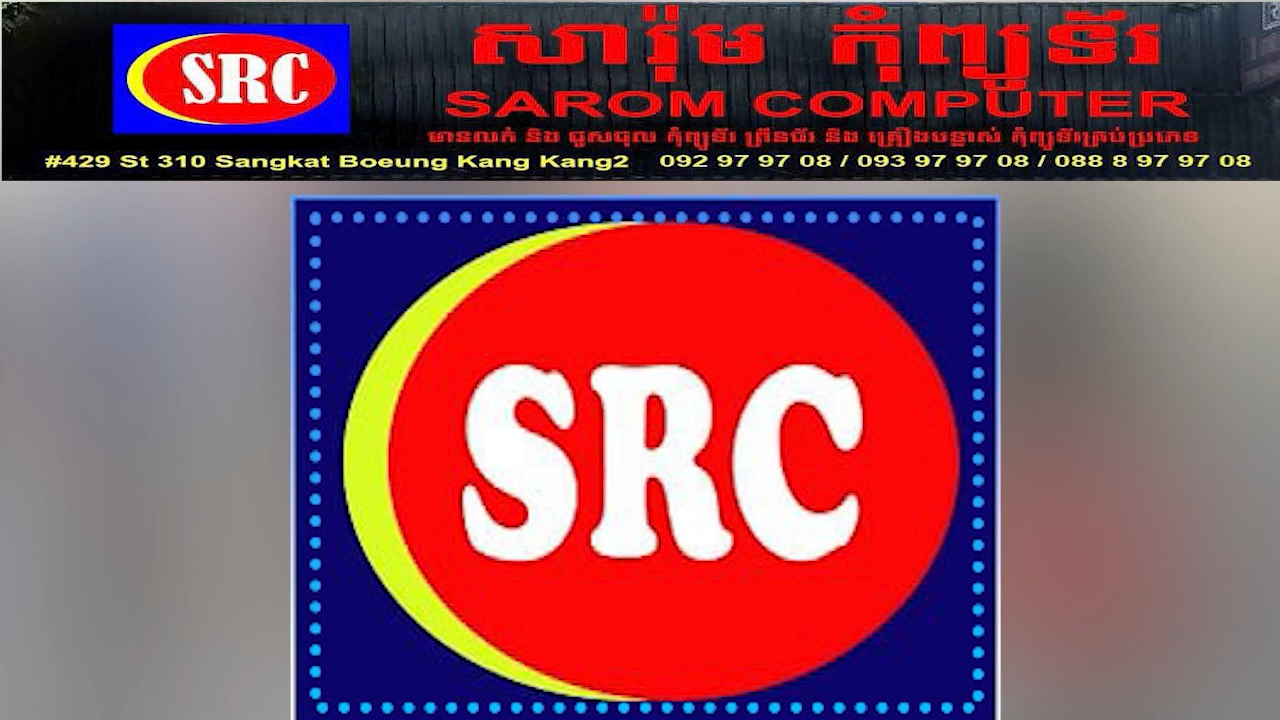 SRC
សារ៉ុម កុំព្យូទ័រ
SAROM COMPUTER
មានលក់ និង ជួសជុល កុំព្យូទ័រ ព្រីនធ័រ និង គ្រឿងបន្លាស់ កុំព្យូទ័រគ្រប់ប្រភេទ
#429 St 310 Sangkat Boeung Kang Kang2 092 97 97 08 / 093 97 97 08 / 088 8 97 97 08
SRC